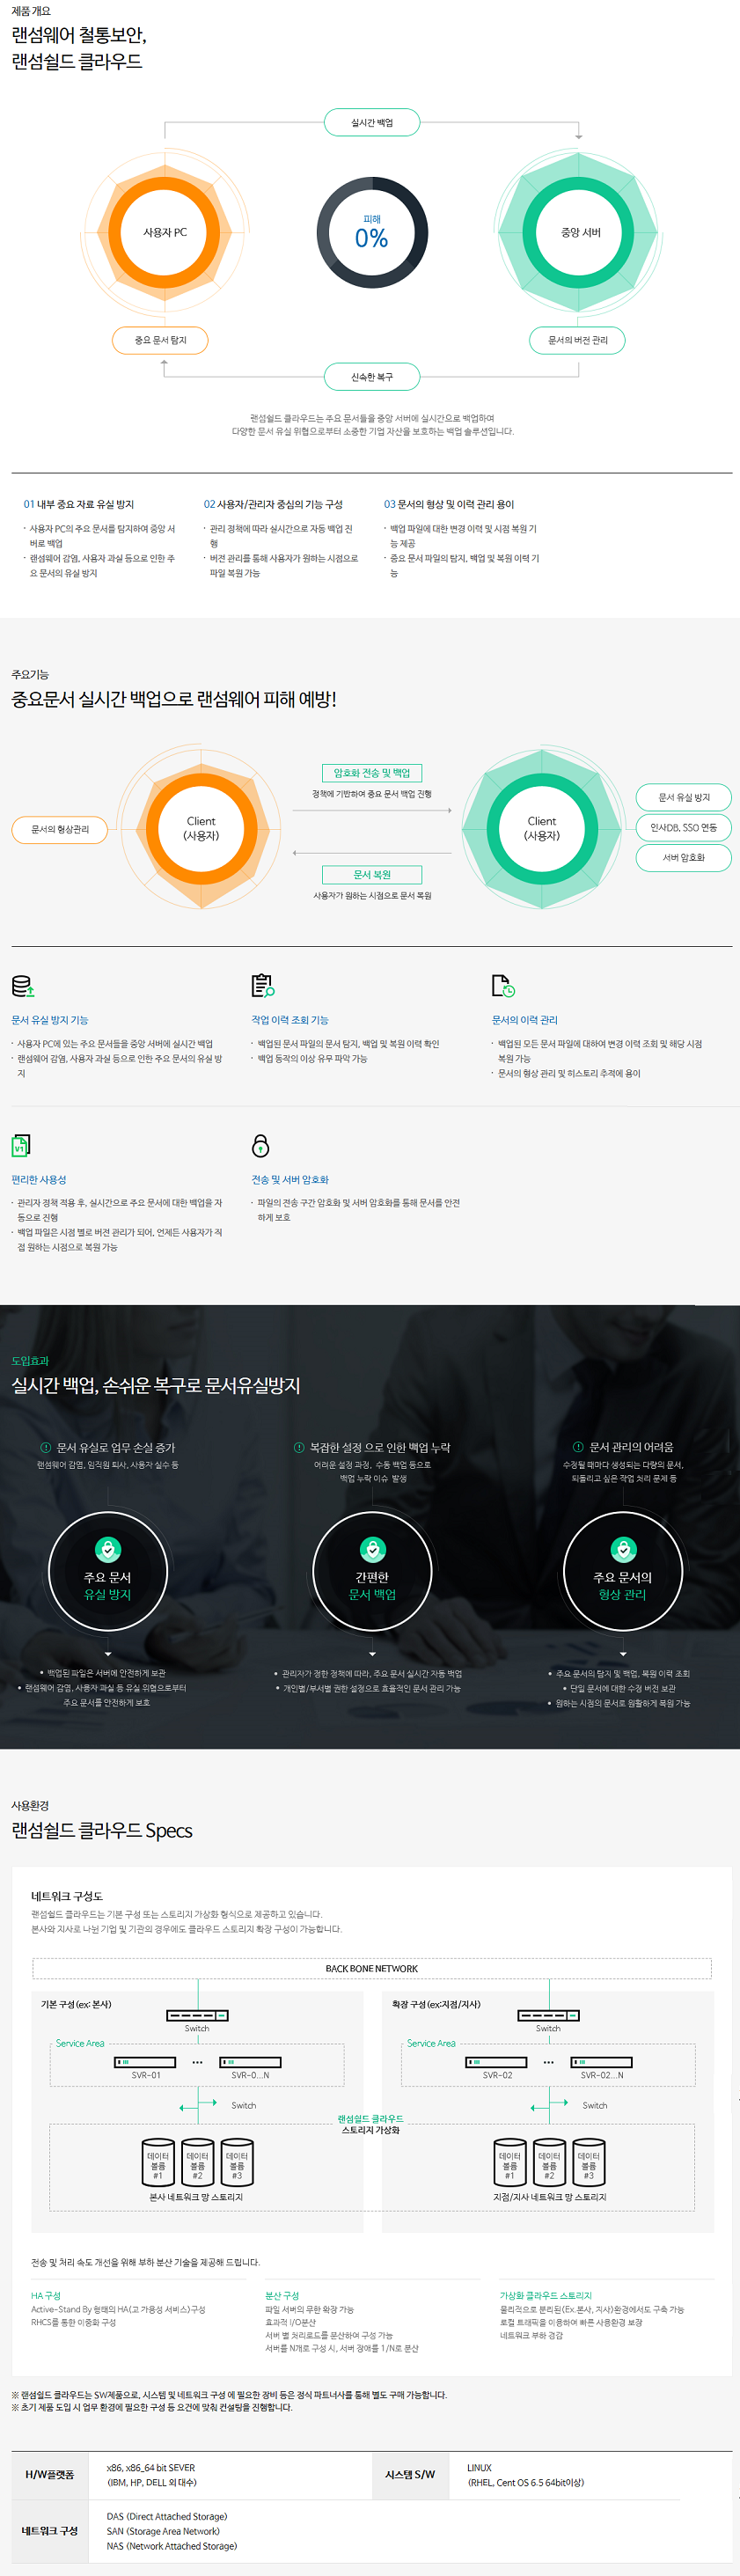 제품 개요
랜섬웨어 철통보안,
랜섬쉴드 클라우드
실시간 백업
사용자 PC
피해
0%
중앙 서버
중요 문서 탐지
문서의 버전 관리
신속한 복구
랜섬쉴드 클라우드는 주요 문서들을 중앙 서버에 실시간으로 백업하여
다양한 문서 유실 위협으로부터 소중한 기업 자산을 보호하는 백업 솔루션입니다.
01 내부 중요 자료 유실 방지
· 사용자 PC의 주요 문서를 탐지하여 중앙 서
버로 백업
· 랜섬웨어 감염, 사용자 과실 등으로 인한 주
요 문서의 유실 방지
02 사용자/관리자 중심의 기능 구성
· 관리 정책에 따라 실시간으로 자동 백업 진
행
· 버전 관리를 통해 사용자가 원하는 시점으로
파일 복원 가능
03 문서의 형상 및 이력 관리 용이
· 백업 파일에 대한 변경 이력 및 시점 복원 기
능 제공
· 중요 문서 파일의 탐지, 백업 및 복원 이력 기
능
주요기능
중요문서 실시간 백업으로 랜섬웨어 피해 예방!
문서의 형상관리
Client
(사용자)
암호화 전송 및 백업
정책에 기반하여 중요 문서 백업 진행
문서 복원
사용자가 원하는 시점으로 문서 복원
Client
(사용자)
문서 유실 방지
인사DB, SSO 연동
서버 암호화
문서 유실 방지 기능
· 사용자 PC에 있는 주요 문서들을 중앙 서버에 실시간 백업
· 랜섬웨어 감염, 사용자 과실 등으로 인한 주요 문서의 유실 방
지
작업 이력 조회 기능
· 백업된 문서 파일의 문서 탐지, 백업 및 복원 이력 확인
· 백업 동작의 이상 유무 파악 가능
문서의 이력 관리
· 백업된 모든 문서 파일에 대하여 변경 이력 조회 및 해당 시점
복원 가능
· 문서의 형상 관리 및 히스토리 추적에 용이
V1
편리한 사용성
· 관리자 정책 적용 후, 실시간으로 주요 문서에 대한 백업을 자
동으로 진행
· 백업 파일은 시점 별로 버전 관리가 되어, 언제든 사용자가 직
접 원하는 시점으로 복원 가능
전송 및 서버 암호화
· 파일의 전송 구간 암호화 및 서버 암호화를 통해 문서를 안전
하게 보호
도입효과
실시간 백업, 손쉬운 복구로 문서유실방지
문서 유실로 업무 손실 증가
랜섬웨어 감염, 임직원 퇴사, 사용자 실수 등
주요 문서
유실 방지
• 백업된 파일은 서버에 안전하게 보관
• 랜섬웨어 감염, 사용자 과실 등 유실 위협으로부터
주요 문서를 안전하게 보호
복잡한 설정 으로 인한 백업 누락
어려운 설정 과정, 수동 백업 등으로
백업 누락 이슈 발생
간편한
문서 백업
• 관리자가 정한 정책에 따라, 주요 문서 실시간 자동 백업
• 개인별/부서별 권한 설정으로 효율적인 문서 관리 가능
문서 관리의 어려움
수정될 때마다 생성되는 다량의 문서,
되돌리고 싶은 작업 처리 문제 등
주요 문서의
형상 관리
• 주요 문서의 탐지 및 백업, 복원 이력 조회
• 단일 문서에 대한 수정 버전 보관
• 원하는 시점의 문서로 원활하게 복원 가능
사용환경
랜섬쉴드 클라우드 Specs
네트워크 구성도
랜섬쉴드 클라우드는 기본 구성 또는 스토리지 가상화 형식으로 제공하고 있습니다.
본사와 지사로 나뉜 기업 및 기관의 경우에도 클라우드 스토리지 확장 구성이 가능합니다.
BACK BONE NETWORK
기본 구성(ex: 본사)
Switch
Service Area
SVR-01
SVR-0...N
Switch
확장 구성(ex:지점/지사)
Switch
Service Area
SVR-02
SVR-02...N
Switch
랜섬쉴드 클라우드
스토리지 가상화
데이터 볼륨 #1
데이터 볼륨 #2
데이터 볼륨 #3
본사 네트워크 망 스토리지
데이터 볼륨 #1
데이터 볼륨 #2
데이터 볼륨 #3
지점/지사 네트워크 망 스토리지
전송 및 처리 속도 개선을 위해 부하 분산 기술을 제공해 드립니다.
HA 구성
Active-Stand By 형태의 HA(고 가용성 서비스)구성
RHCS를 통한 이중화 구성
분산 구성
파일 서버의 무한 확장 가능
효과적 I/O분산
서버 별 처리로드를 분산하여 구성 가능
서버를 N개로 구성 시, 서버 장애를 1/N로 분산
가상화 클라우드 스토리지
물리적으로 분리된(Ex.본사, 지사)환경에서도 구축 가능
로컬 트래픽을 이용하여 빠른 사용환경 보장
네트워크 부하 경감
※ 랜섬쉴드 클라우드는 SW제품으로, 시스템 및 네트워크 구성 에 필요한 장비 등은 정식 파트너사를 통해 별도 구매 가능합니다.
※ 초기 제품 도입 시 업무 환경에 필요한 구성 등 요건에 맞춰 컨설팅을 진행합니다.
H/W플랫폼
x86, x86_64 bit SEVER
(IBM, HP, DELL 외 대수)
시스템 S/W
LINUX
(RHEL, Cent OS 6.5 64bit이상)
네트워크 구성
DAS (Direct Attached Storage)
SAN (Storage Area Network)
NAS (Network Attached Storage)